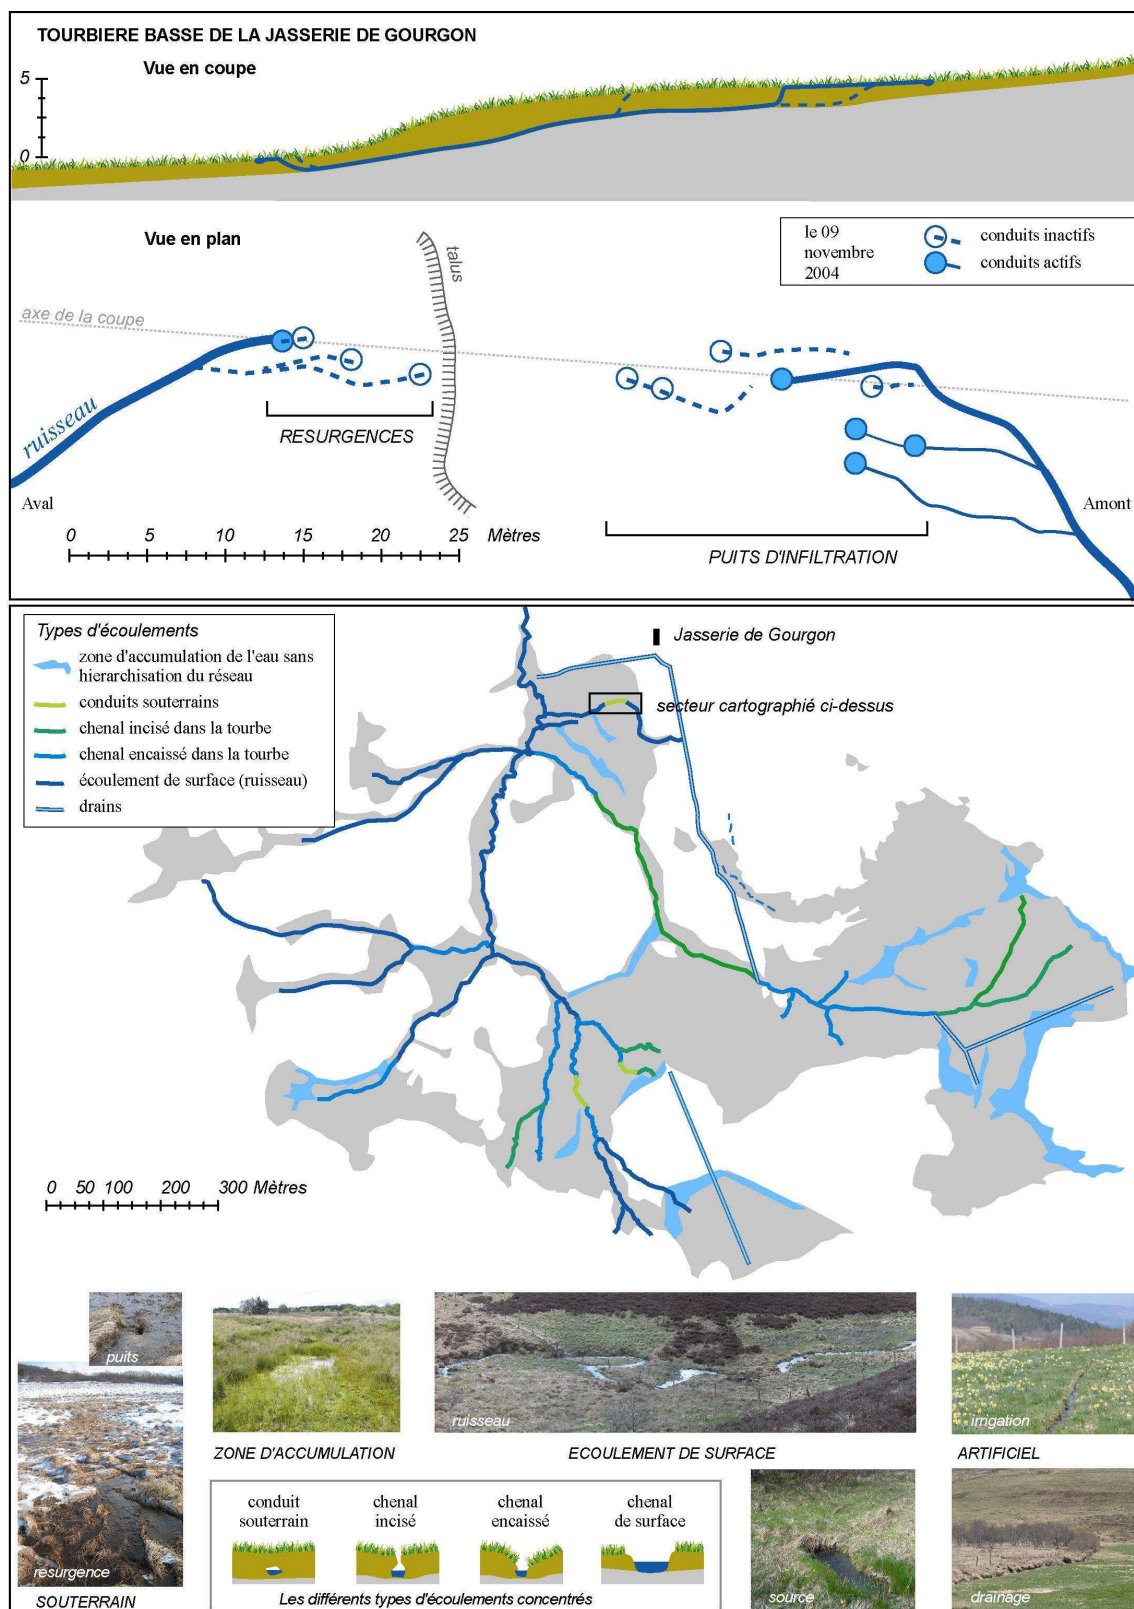 TOURBIERE BASSE DE LA JASSERIE DE GOURGON
Vue en coupe
5
0
Vue en plan
le 09
novembre
2004
conduits inactifs
conduits actifs
talus
axe de la coupe
ruisseau
RESURGENCES
Aval
Amont
0 5 10 15 20 25 Mètres
PUITS D'INFILTRATION
Types d'écoulements
zone d'accumulation de l'eau sans
hierarchisation du réseau
conduits souterrains
chenal incisé dans la tourbe
chenal encaissé dans la tourbe
écoulement de surface (ruisseau)
drains
Jasserie de Gourgon
secteur cartographié ci-dessus
0 50 100 200 300 Mètres
puits
resurgence
SOUTERRAIN
ZONE D'ACCUMULATION
ruisseau
ECOULEMENT DE SURFACE
irrigation
ARTIFICIEL
conduit
souterrain
chenal
incisé
chenal
encaissé
chenal
de surface
Les différents types d'écoulements concentrés
source
drainage